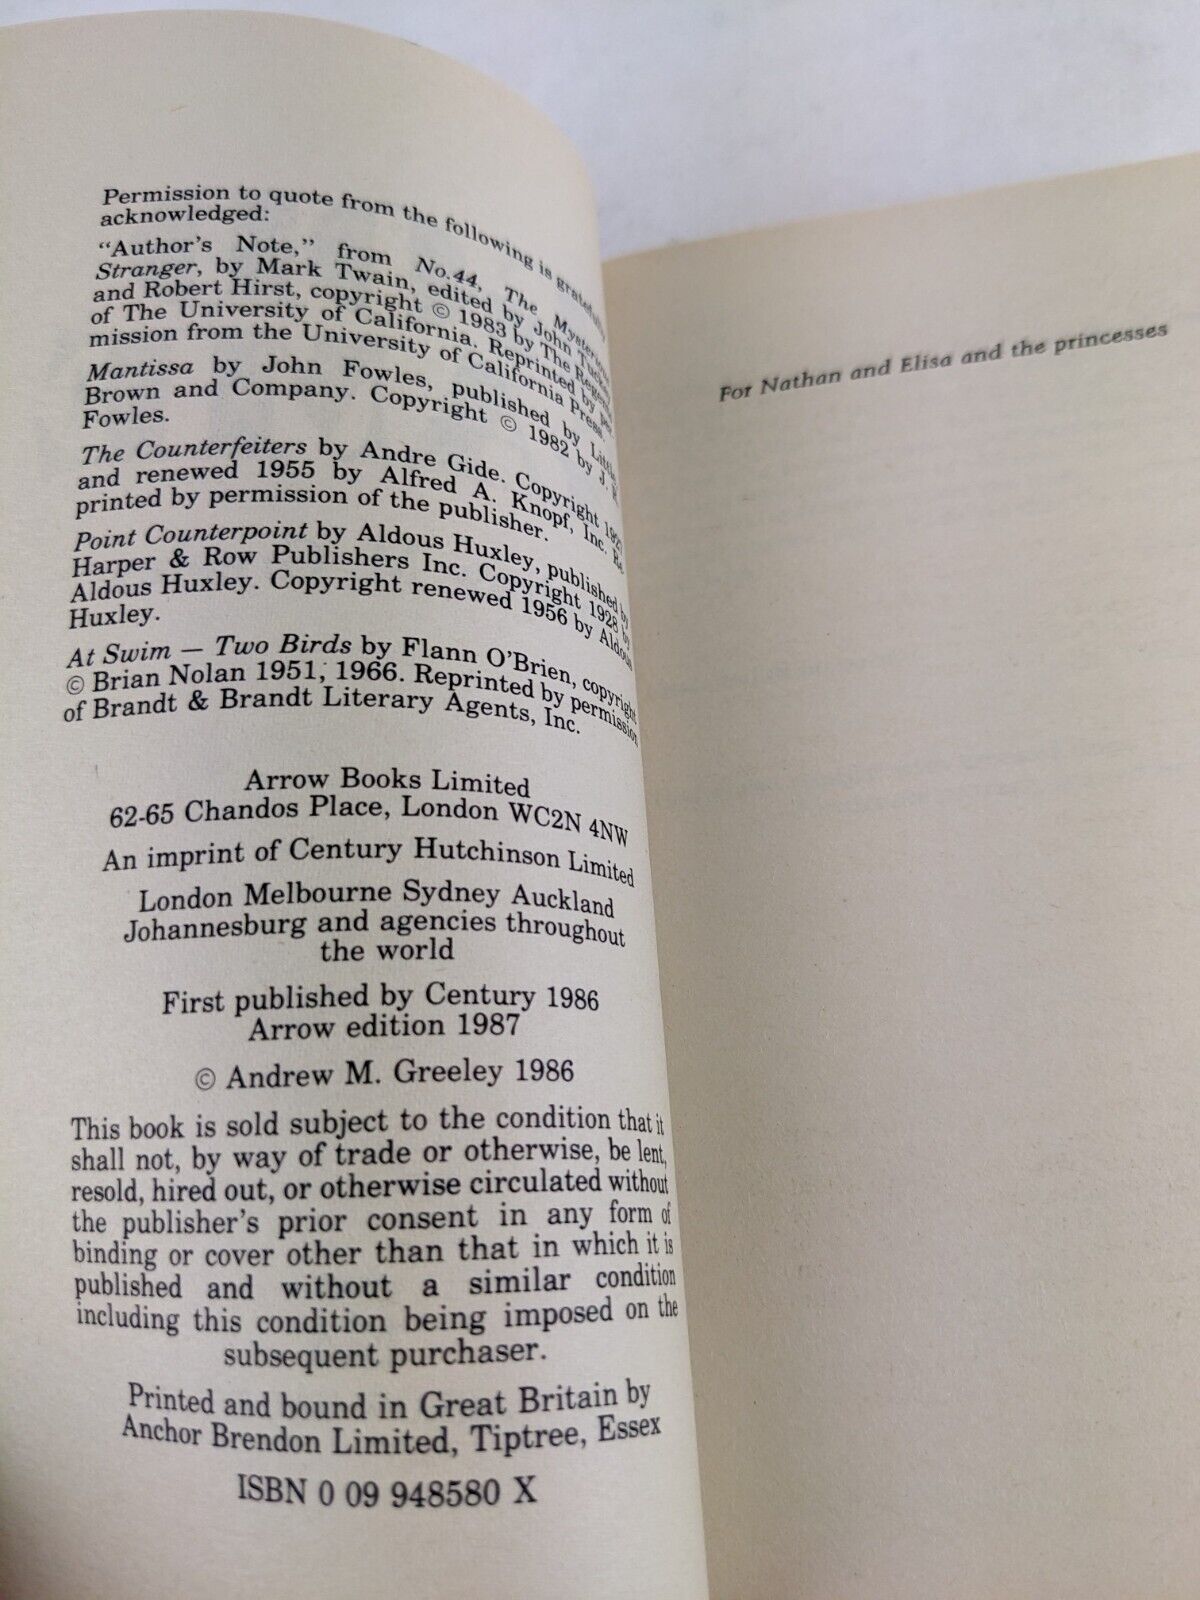 Permission to quote from the following is gratefully
acknowledged:
"Author's Note," from No.44, The Mysterious
Stranger, by Mark Twain, edited by John Tuckey
and Robert Hirst, copyright © 1983 by The Regents
of The University of California. Reprinted by per-
mission from the University of California Press.
Mantissa by John Fowles, published by Little,
Brown and Company. Copyright © 1982 by J. R.
Fowles.
The Counterfeiters by Andre Gide. Copyright 1927
and renewed 1955 by Alfred A. Knopf, Inc. Re
printed by permission of the publisher.
Point Counterpoint by Aldous Huxley, published by
Harper & Row Publishers Inc. Copyright 1928 by
Aldous Huxley. Copyright renewed 1956 by Aldous
Huxley.
At Swim — Two Birds by Flann O'Brien, copyright
© Brian Nolan 1951, 1966. Reprinted by permission
of Brandt & Brandt Literary Agents, Inc.
Arrow Books Limited
62-65 Chandos Place, London WC2N 4NW
An imprint of Century Hutchinson Limited
London Melbourne Sydney Auckland
Johannesburg and agencies throughout
the world
First published by Century 1986
Arrow edition 1987
© Andrew M. Greeley 1986
This book is sold subject to the condition that it
shall not, by way of trade or otherwise, be lent,
resold, hired out, or otherwise circulated without
the publisher's prior consent in any form of
binding or cover other than that in which it is
published and without a similar condition
including this condition being imposed on the
subsequent purchaser.
Printed and bound in Great Britain by
Anchor Brendon Limited, Tiptree, Essex
ISBN 0 09 948580 X
For Nathan and Elisa and the princesses